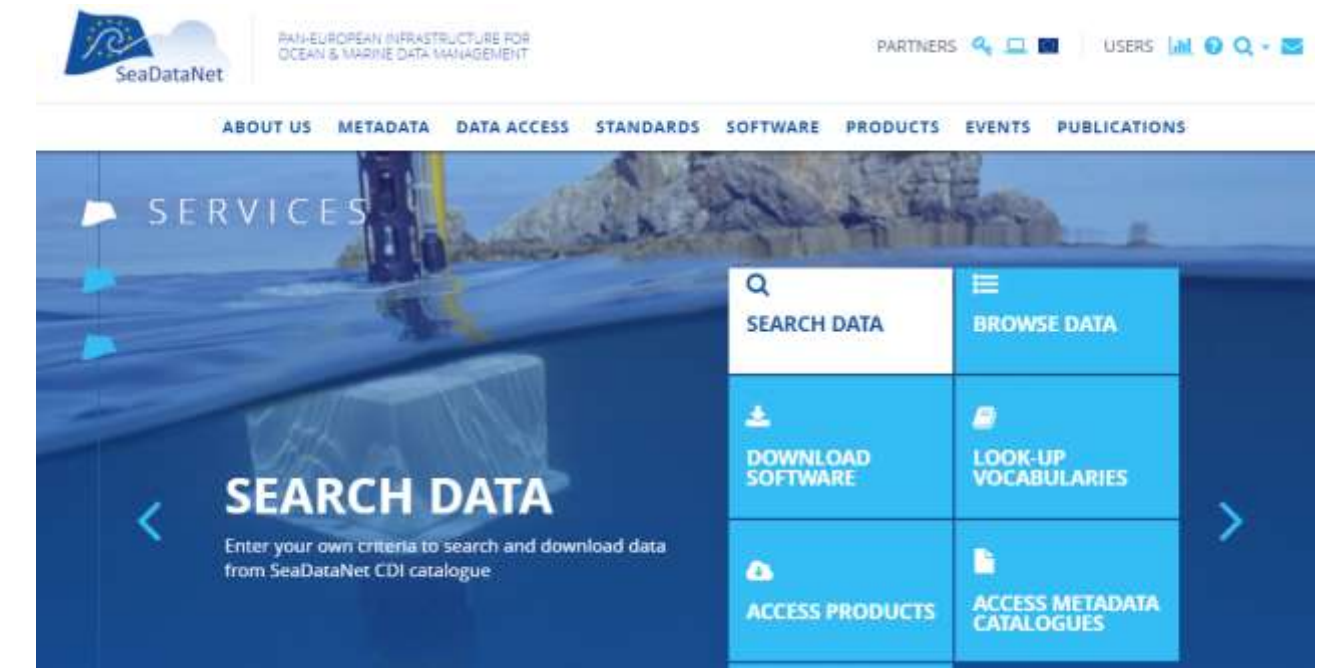 SeaDataNet
PAN-EUROPEAN INFRASTRUCTURE FOR
OCEAN & MARINE DATA MANAGEMENT
PARTNERS USERS
ABOUT US METADATA DATA ACCESS STANDARDS SOFTWARE PRODUCTS EVENTS PUBLICATIONS
SERVICES
SEARCH DATA
BROWSE DATA
DOWNLOAD
SOFTWARE
LOOK-UP
VOCABULARIES
SEARCH DATA
Enter your own criteria to search and download data
from SeaDataNet CDI catalogue
ACCESS PRODUCTS
ACCESS METADATA
CATALOGUES